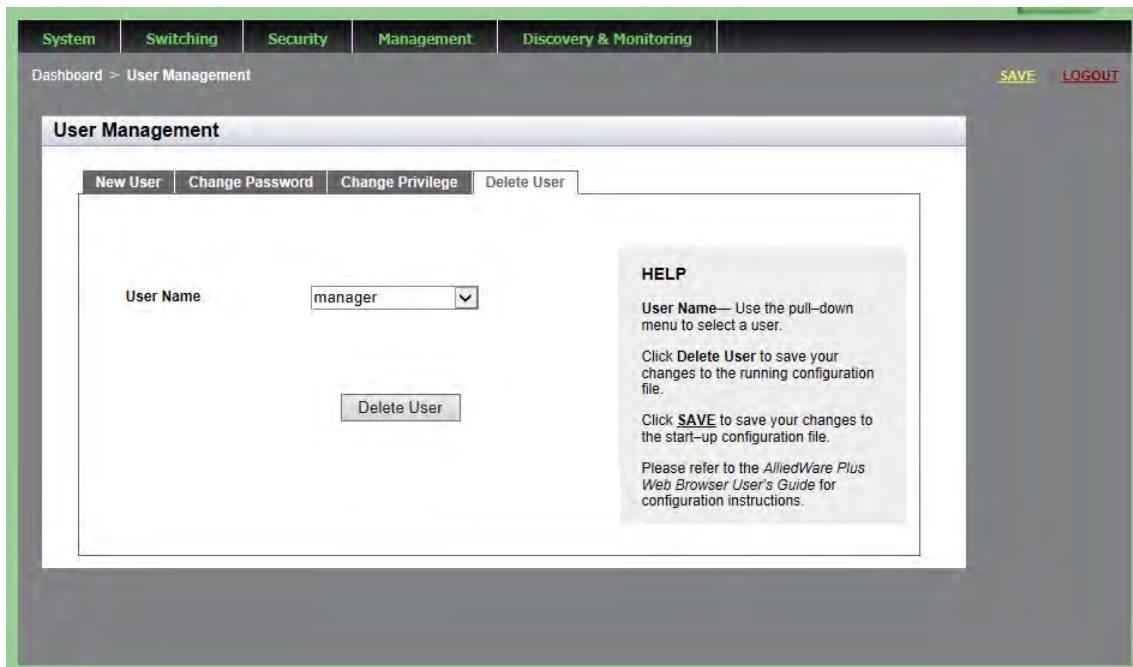 System Switching Security Management Discovery & Monitoring
Dashboard > User Management
SAVE LOGOUT
User Management
New User Change Password Change Privilege Delete User
User Name
manager
Delete User
HELP
User Name— Use the pull–down
menu to select a user.
Click Delete User to save your
changes to the running configuration
file.
Click SAVE to save your changes to
the start–up configuration file.
Please refer to the AlliedWare Plus
Web Browser User's Guide for
configuration instructions.